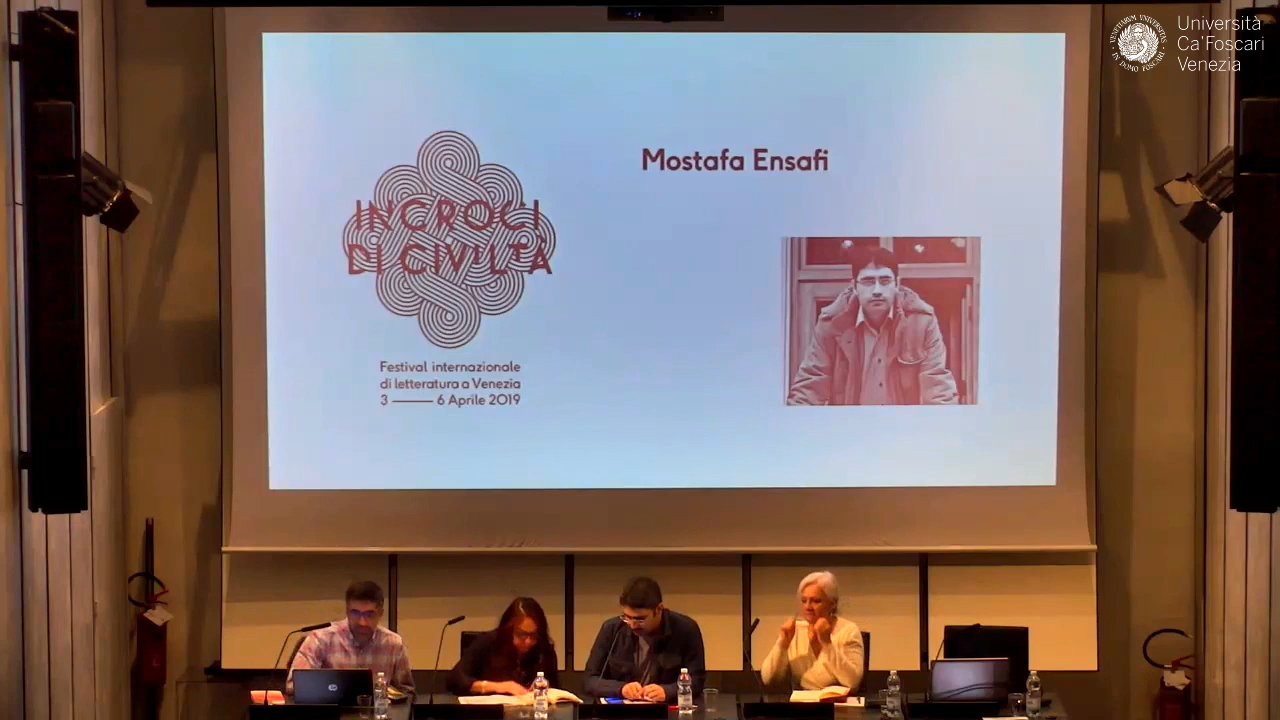 Università
Ca'Foscari
Venezia
Mostafa Ensafi
INCROCI
DI CIVILTÀ
Festival internazionale
di letteratura a Venezia
3 —— 6 Aprile 2019